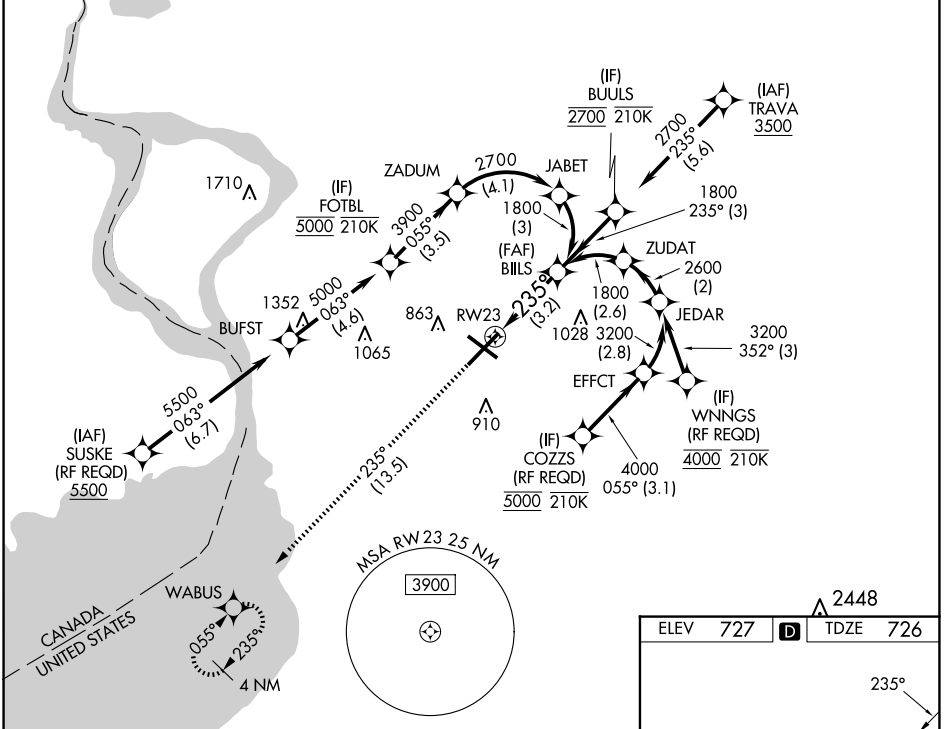 (IF)
BUULS
2700 210K
(IAF)
TRAVA
3500
2700
235°
(5.6)
1710
(IF)
FOTBL
5000 210K
ZADUM
2700
(4.1)
JABET
1800
(3)
1800
235° (3)
3900
055°
(3.5)
(FAF)
BIILS
ZUDAT
2600
(2)
1800
(2.6)
JEDAR
1352
5000
063°
(4.6)
BUFST
1065
863
RW23
235°
(3.2)
1028
3200
(2.8)
3200
352° (3)
EFFCT
910
5500
063°
(6.7)
(IAF)
SUSKE
(RF REQD)
5500
(IF)
WNNGS
(RF REQD)
4000 210K
(IF)
COZZS
(RF REQD)
5000 210K
4000
055° (3.1)
235°
(13.5)
MSA RW 23 25 NM
3900
WABUS
055°
235°
4 NM
CANADA
UNITED STATES
2448
ELEV 727 D TDZE 726
235°